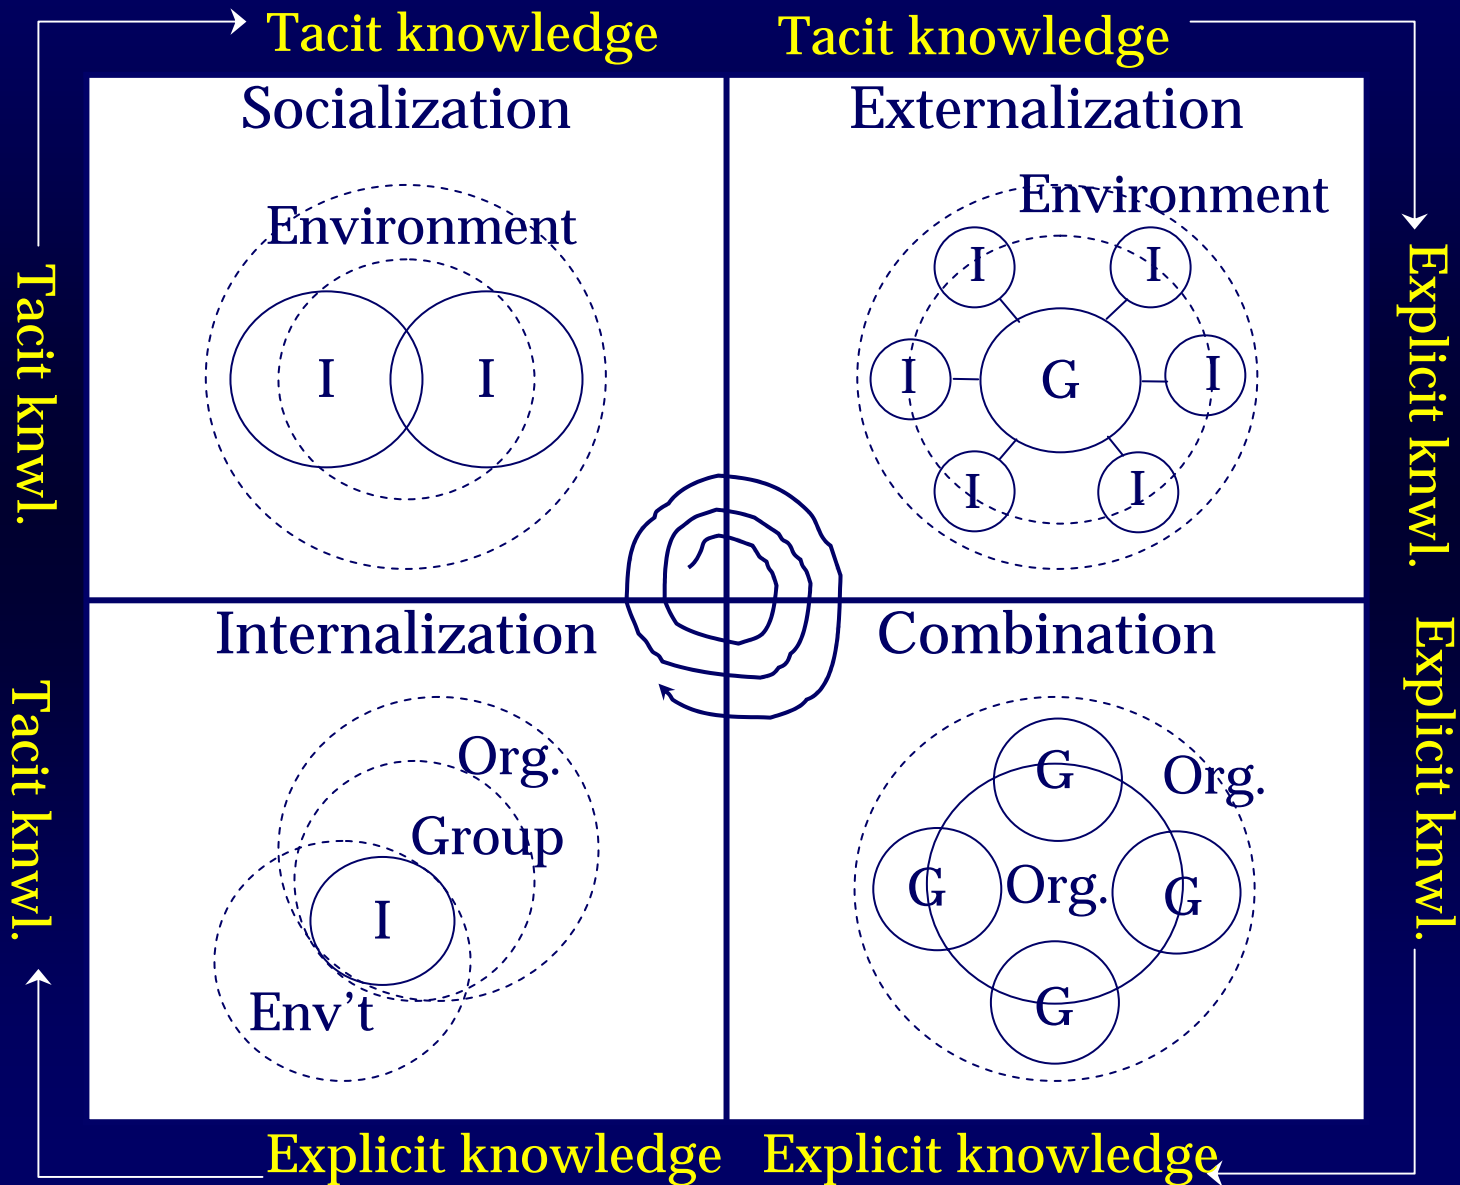 Tacit knowledge
Tacit knowledge
Tacit knwl.
Socialization
Environment
I
I
Externalization
Environment
I
I
I
G
I
I
I
Explicit knwl.
Tacit knwl.
Internalization
Org.
Group
I
Env’t
Combination
G
Org.
G
Org.
G
G
Explicit knwl.
Explicit knowledge
Explicit knowledge